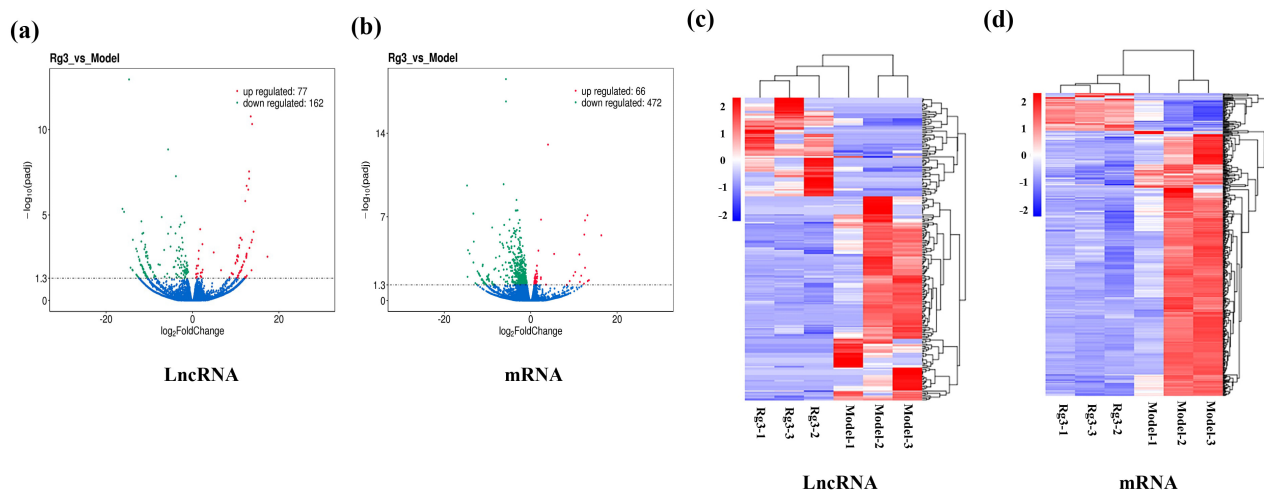 (a)
Rg3_vs_Model
up regulated: 77
down regulated: 162
−log10(padj)
10
5
1.3
0
−20
0
20
log2FoldChange
LncRNA
(b)
Rg3_vs_Model
up regulated: 66
down regulated: 472
−log10(padj)
14
7
1.3
0
−20
0
20
log2FoldChange
mRNA
(c)
2
1
0
-1
-2
Rg3-1
Rg3-3
Rg3-2
Model-1
Model-2
Model-3
LncRNA
(d)
2
1
0
-1
-2
Rg3-1
Rg3-3
Rg3-2
Model-1
Model-2
Model-3
mRNA